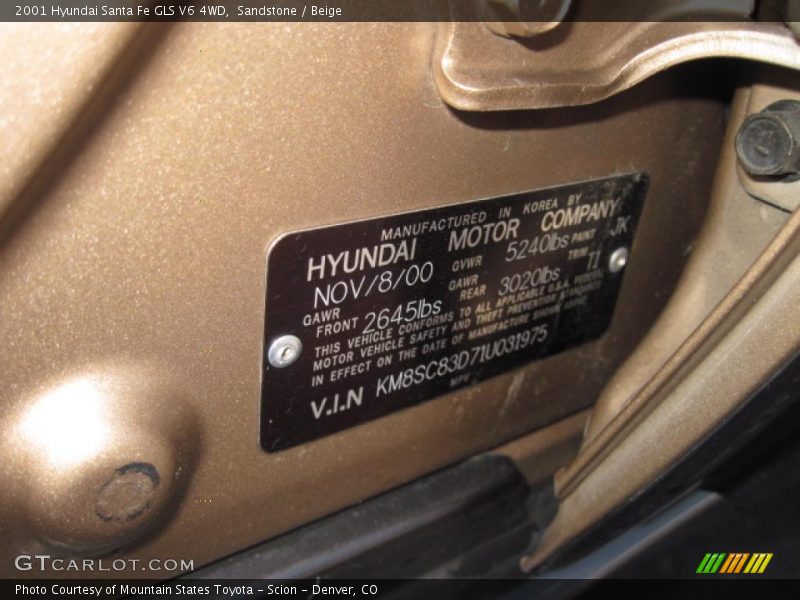 2001 Hyundai Santa Fe GLS V6 4WD, Sandstone / Beige
MANUFACTURED IN KOREA BY
HYUNDAI MOTOR COMPANY
NOV/8/00 GVWR 5240lbs PAINT JK
GAWR FRONT 2645lbs GAWR REAR 3020lbs TRIM TI
THIS VEHICLE CONFORMS TO ALL APPLICABLE U.S.A. FEDERAL
MOTOR VEHICLE SAFETY AND THEFT PREVENTION STANDARDS
IN EFFECT ON THE DATE OF MANUFACTURE SHOWN ABOVE
V.I.N KM8SC83D71U031975
MPV
GTCARLOT.COM
Photo Courtesy of Mountain States Toyota - Scion - Denver, CO